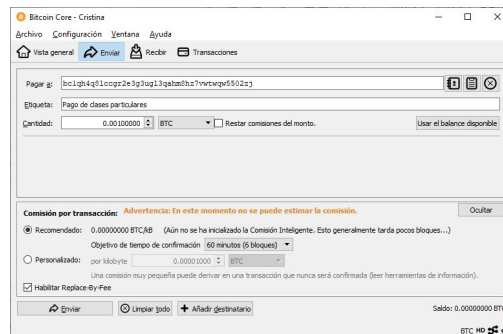 Bitcoin Core - Cristina
Archivo Configuración Ventana Ayuda
Vista general Enviar Recibir Transacciones
Pagar a: bc1qh4q81ccgr2e3g3ugl3qahm8hz7vwtwqw5502zj
Etiqueta: Pago de clases particulares
Cantidad: 0.00100000 BTC Restar comisiones del monto. Usar el balance disponible
Comisión por transacción: Advertencia: En este momento no se puede estimar la comisión. Ocultar
Recomendado: 0.00000000 BTC/kB (Aún no se ha inicializado la Comisión Inteligente. Esto generalmente tarda pocos bloques...)
Objetivo de tiempo de confirmación 60 minutos (6 bloques)
Personalizado: por kilobyte 0.00001000 BTC
Una comisión muy pequeña puede derivar en una transacción que nunca será confirmada (leer herramientas de información).
Habilitar Replace-By-Fee
Enviar Limpiar todo Añadir destinatario Saldo: 0.00000000 BTC
BTC HD